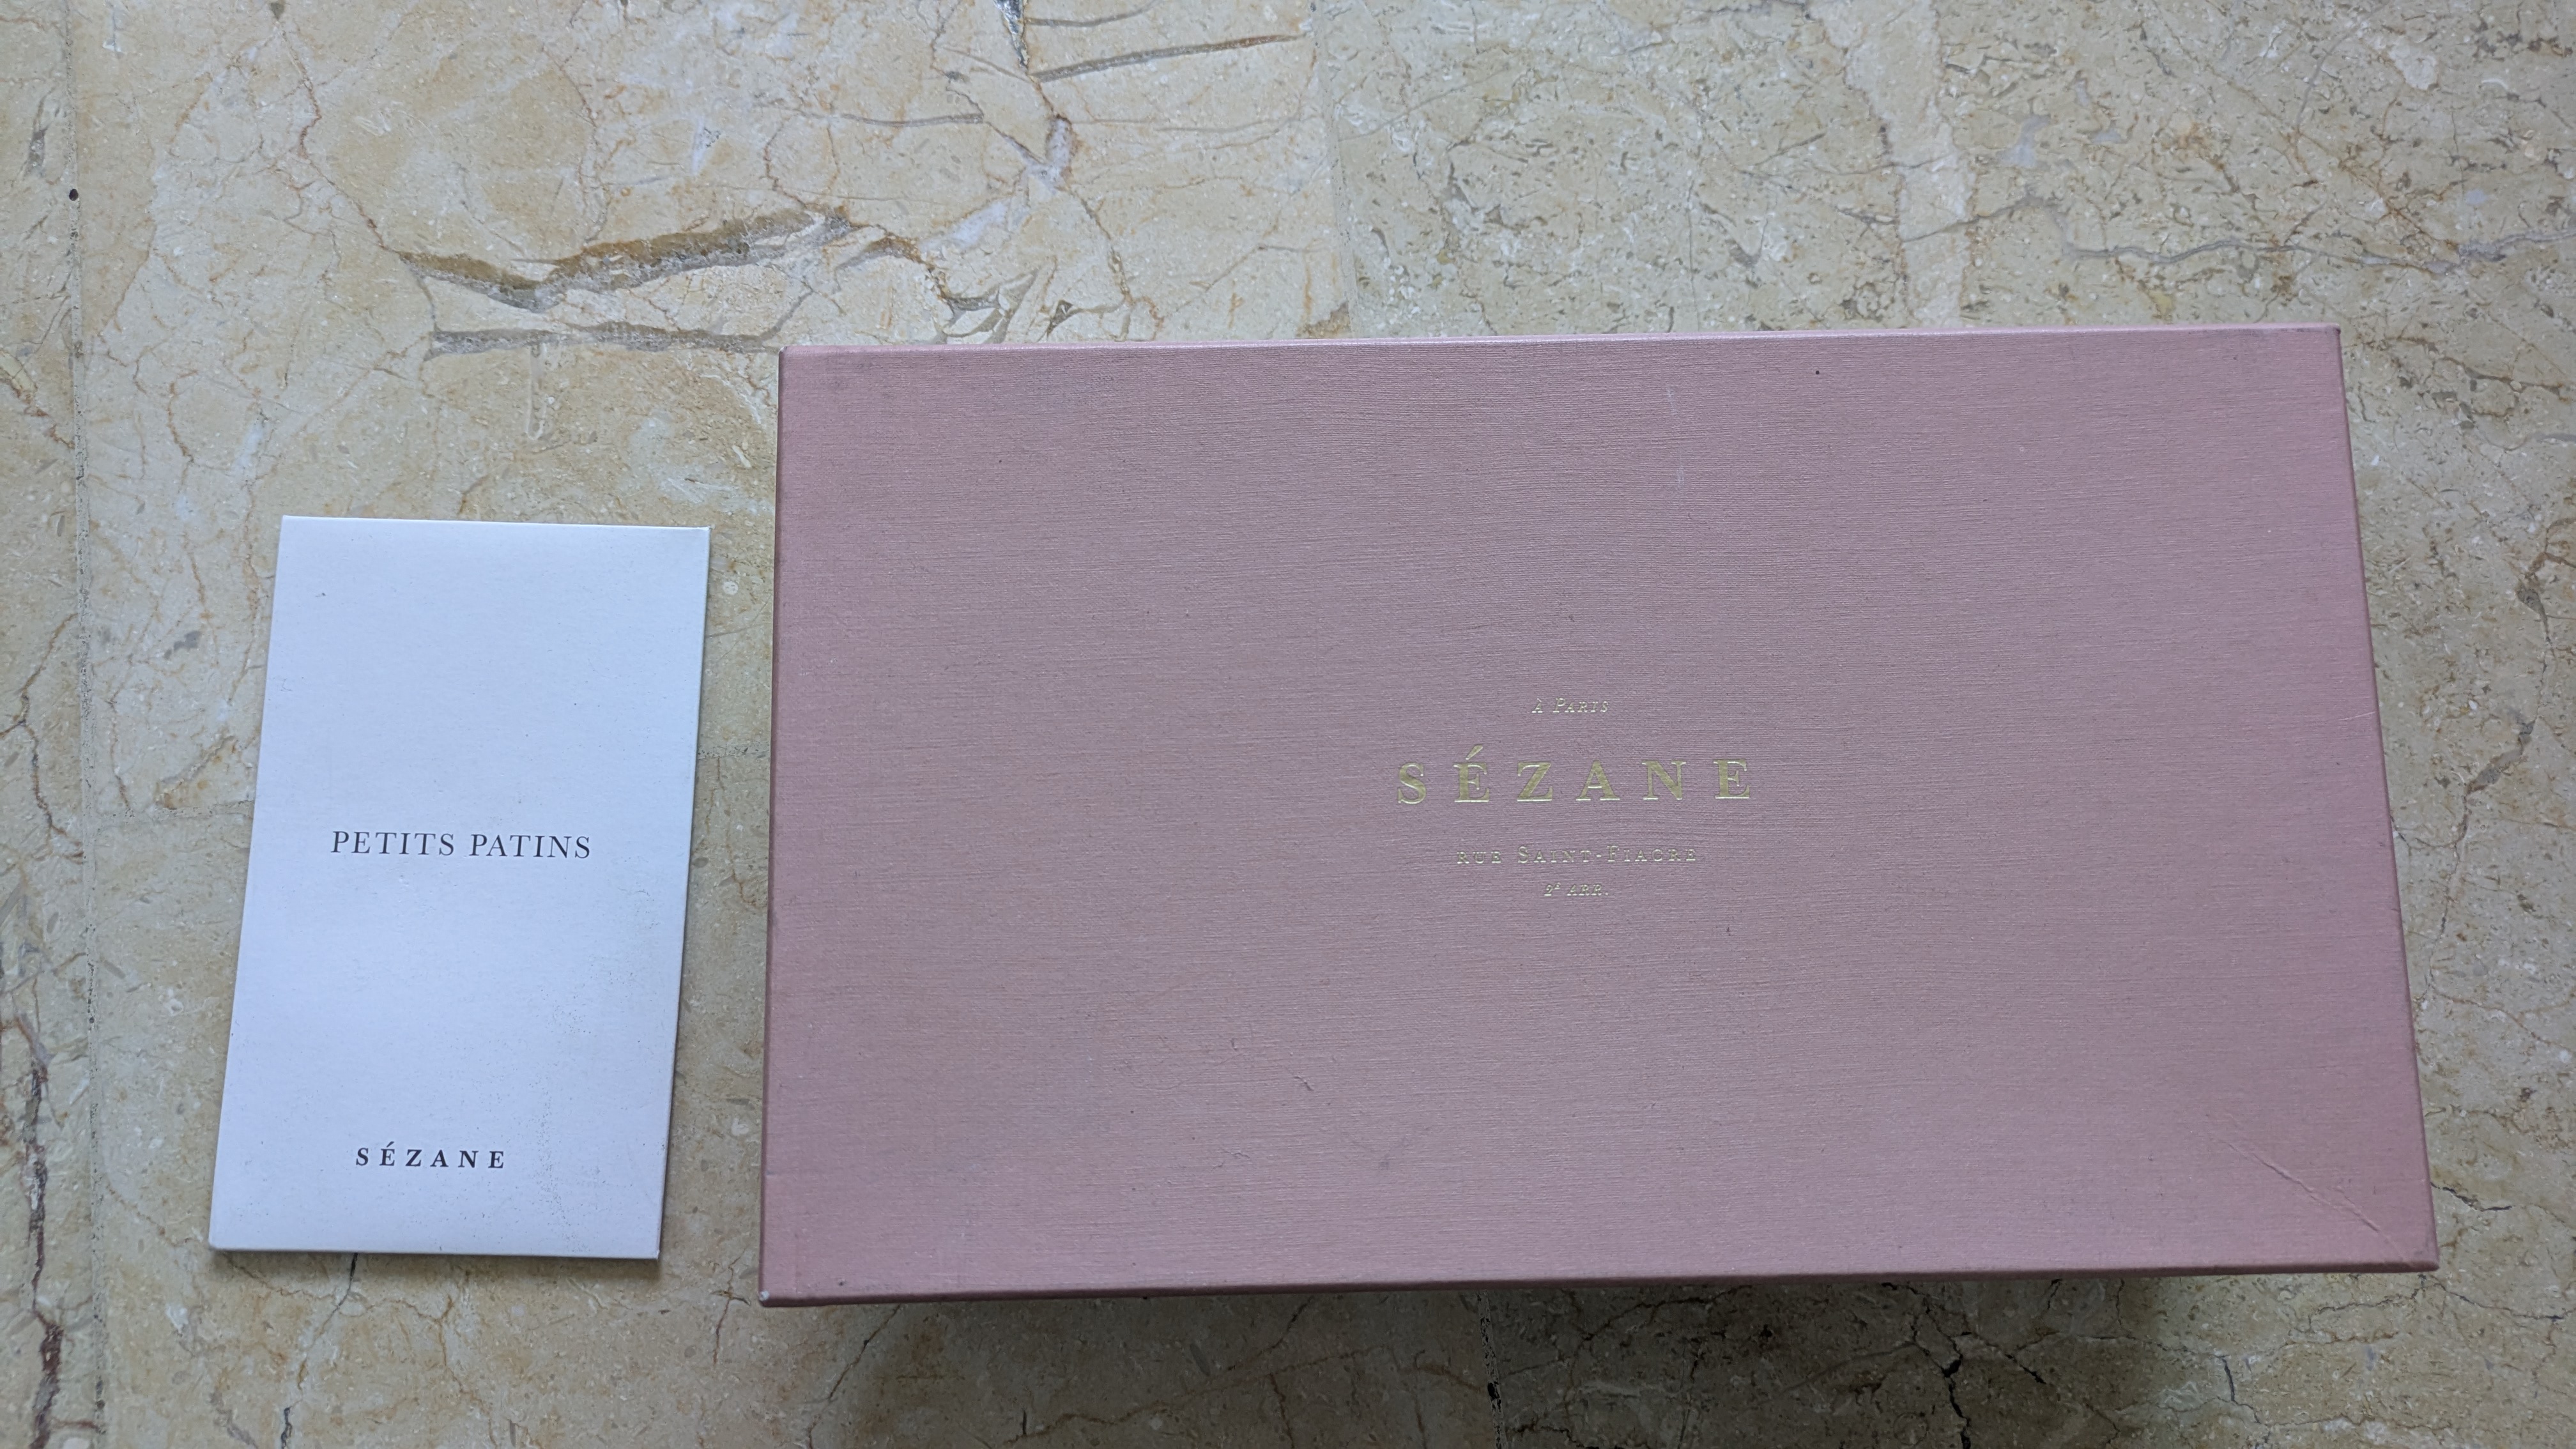 PETITS PATINS
SÉZANE
À PARIS
SÉZANE
RUE SAINT-FIACRE
2E ARR.